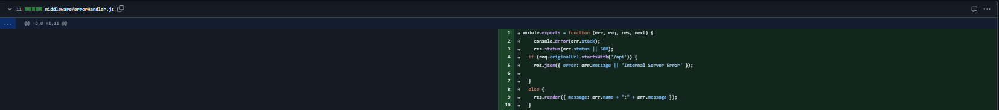 11 middleware/errorHandler.js
... @@ -0,0 +1,11 @@
1 + module.exports = function (err, req, res, next) {
2 + console.error(err.stack);
3 + res.status(err.status || 500);
4 + if (req.originalUrl.startsWith('/api')) {
5 + res.json({ error: err.message || 'Internal Server Error' });
6 +
7 + }
8 + else {
9 + res.render({ message: err.name + ":" + err.message });
10 + }